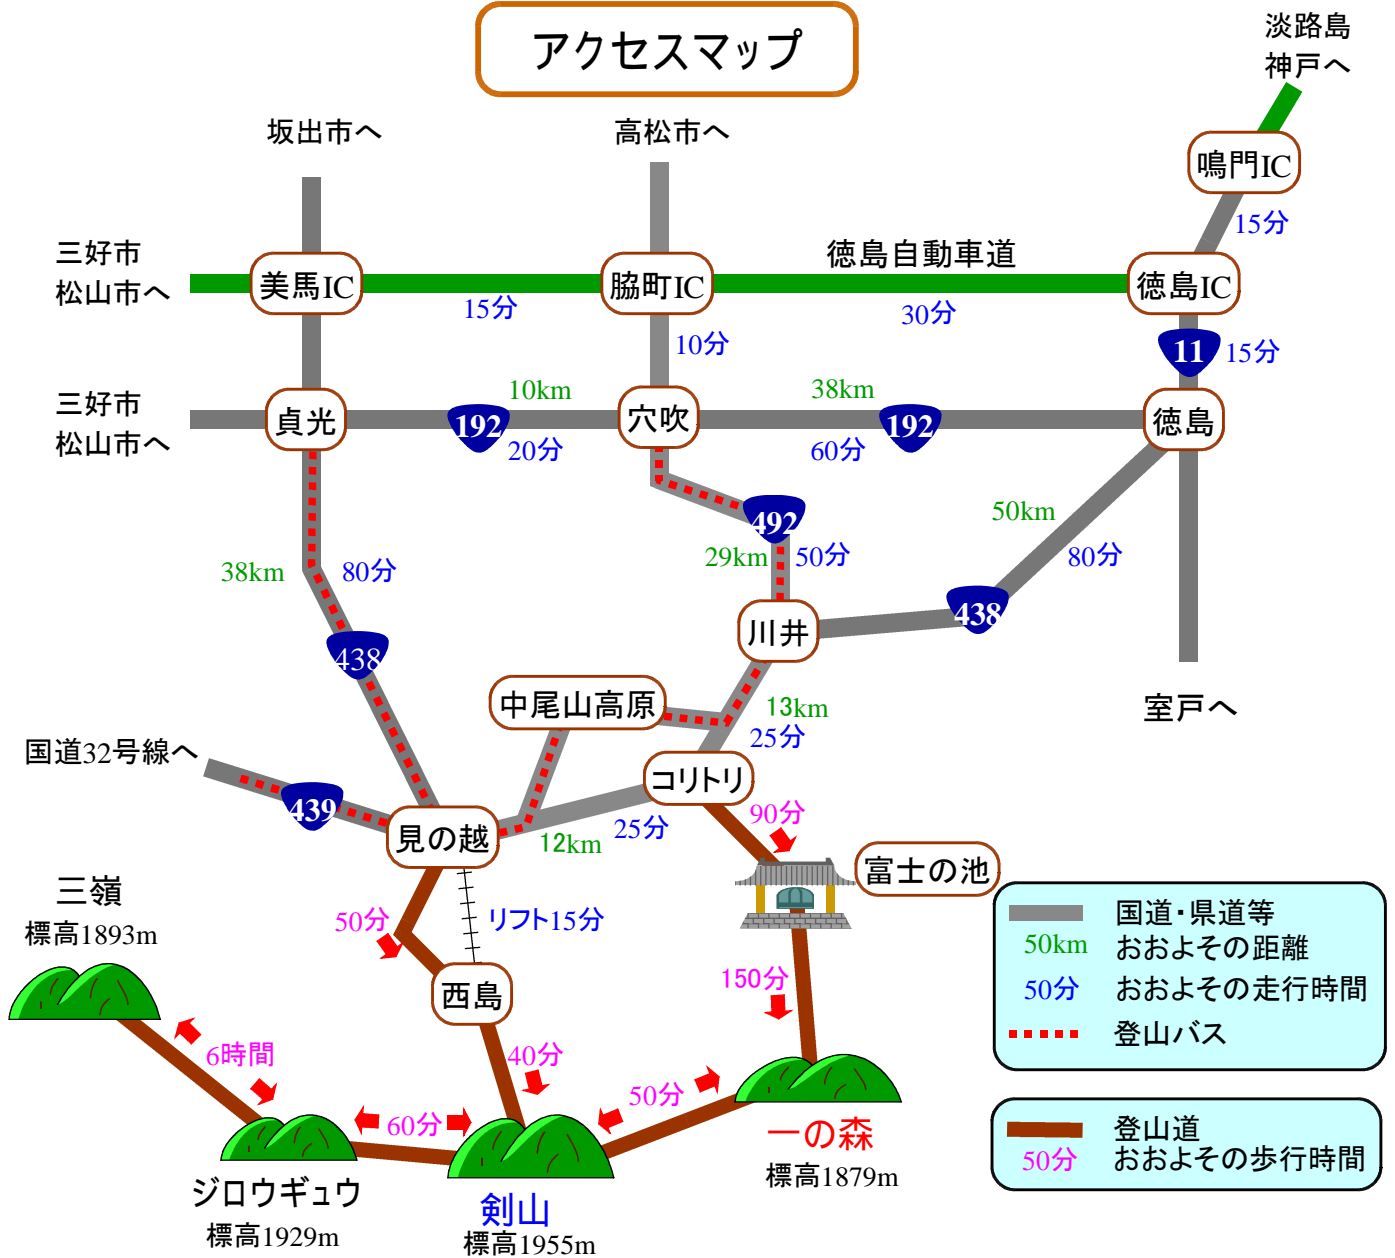 アクセスマップ
淡路島
神戸へ
坂出市へ
高松市へ
鳴門IC
15分
三好市
松山市へ
美馬IC
15分
脇町IC
徳島自動車道
30分
徳島IC
10分
11
15分
三好市
松山市へ
貞光
10km
192
20分
穴吹
38km
192
60分
徳島
492
29km
50分
50km
80分
38km
80分
438
川井
438
438
中尾山高原
13km
25分
室戸へ
国道32号線へ
439
見の越
コリトリ
25分
12km
90分
富士の池
三嶺
標高1893m
50分
リフト15分
西島
150分
国道・県道等
50km
おおよその距離
50分
おおよその走行時間
登山バス
6時間
40分
50分
60分
登山道
50分
おおよその歩行時間
一の森
標高1879m
ジロウギュウ
標高1929m
剣山
標高1955m